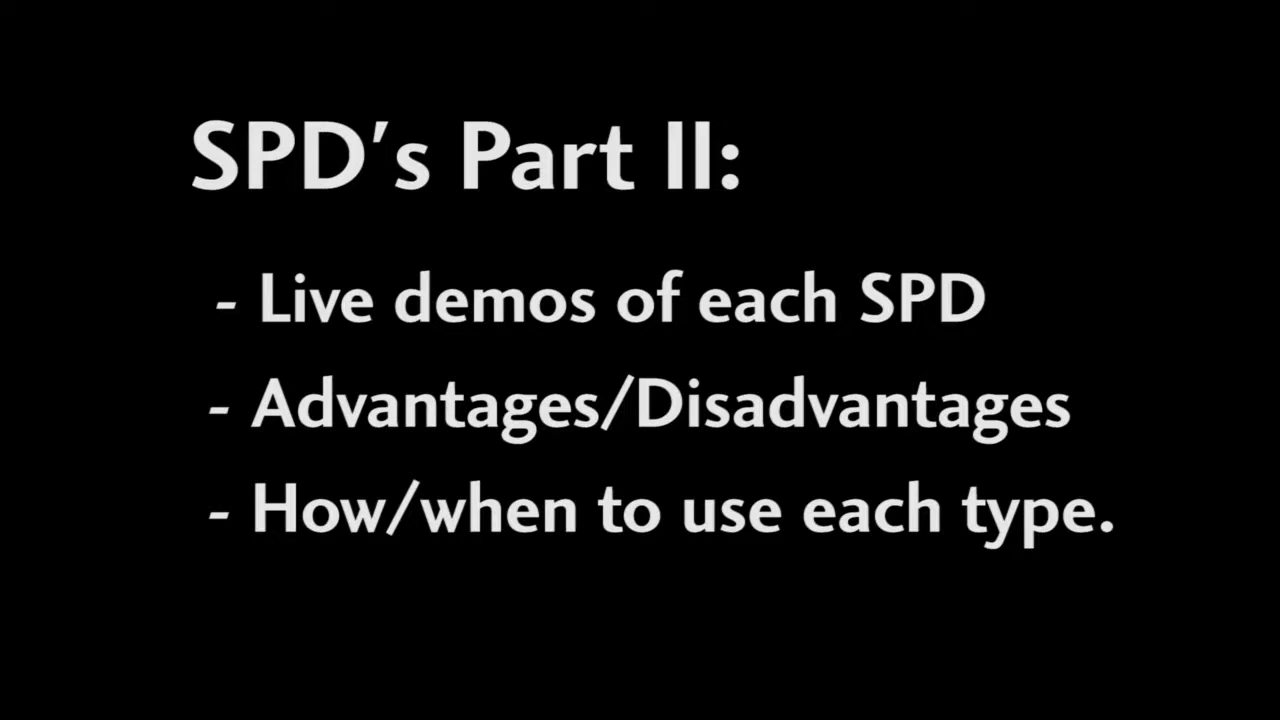 SPD's Part II:
- Live demos of each SPD
- Advantages/Disadvantages
- How/when to use each type.